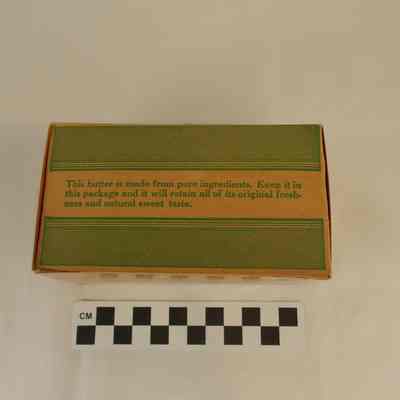 This butter is made from pure ingredients. Keep it in
this package and it will retain all of its original fresh-
ness and natural sweet taste.
CM